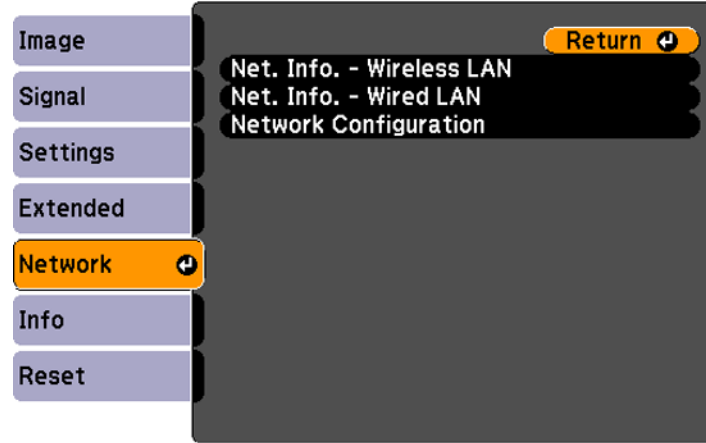 Image
Signal
Settings
Extended
Network
Info
Reset
Return
Net. Info. - Wireless LAN
Net. Info. - Wired LAN
Network Configuration